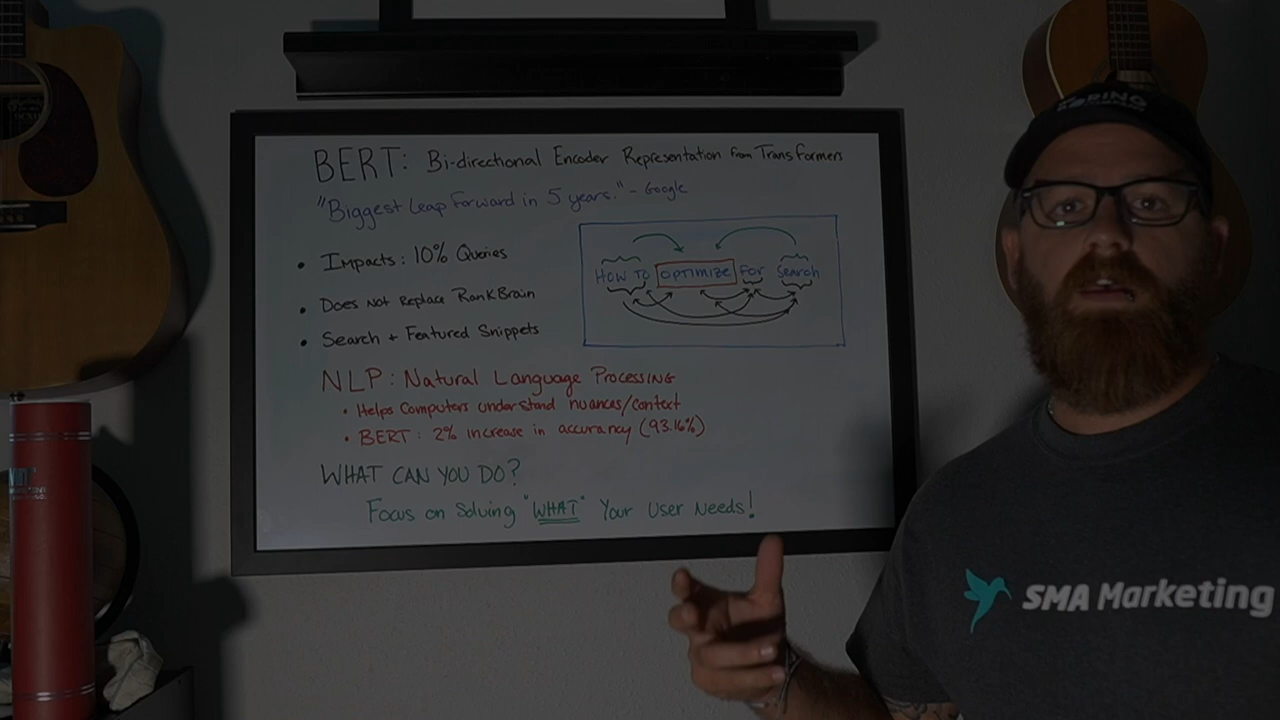 BERT: Bi-directional Encoder Representation from Transformers
"Biggest Leap forward in 5 years." - Google
• Impacts: 10% Queries
• Does Not Replace RankBrain
• Search + Featured Snippets
How To optimize for Search
NLP: Natural Language Processing
• Helps Computers understand nuances/context
• BERT: 2% increase in accuracy (93.16%)
WHAT CAN YOU DO?
Focus on Solving "WHAT" Your User Needs!
SMA Marketing